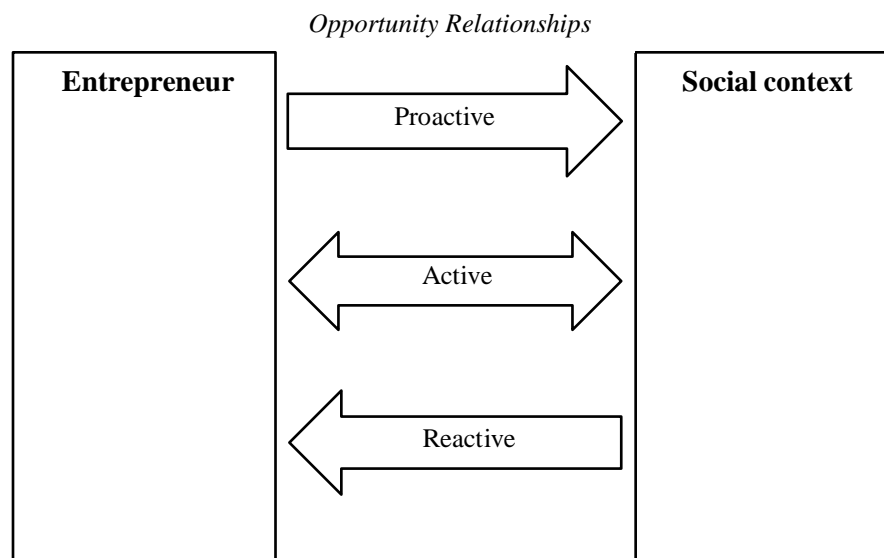 Opportunity Relationships
Entrepreneur
Social context
Proactive
Active
Reactive